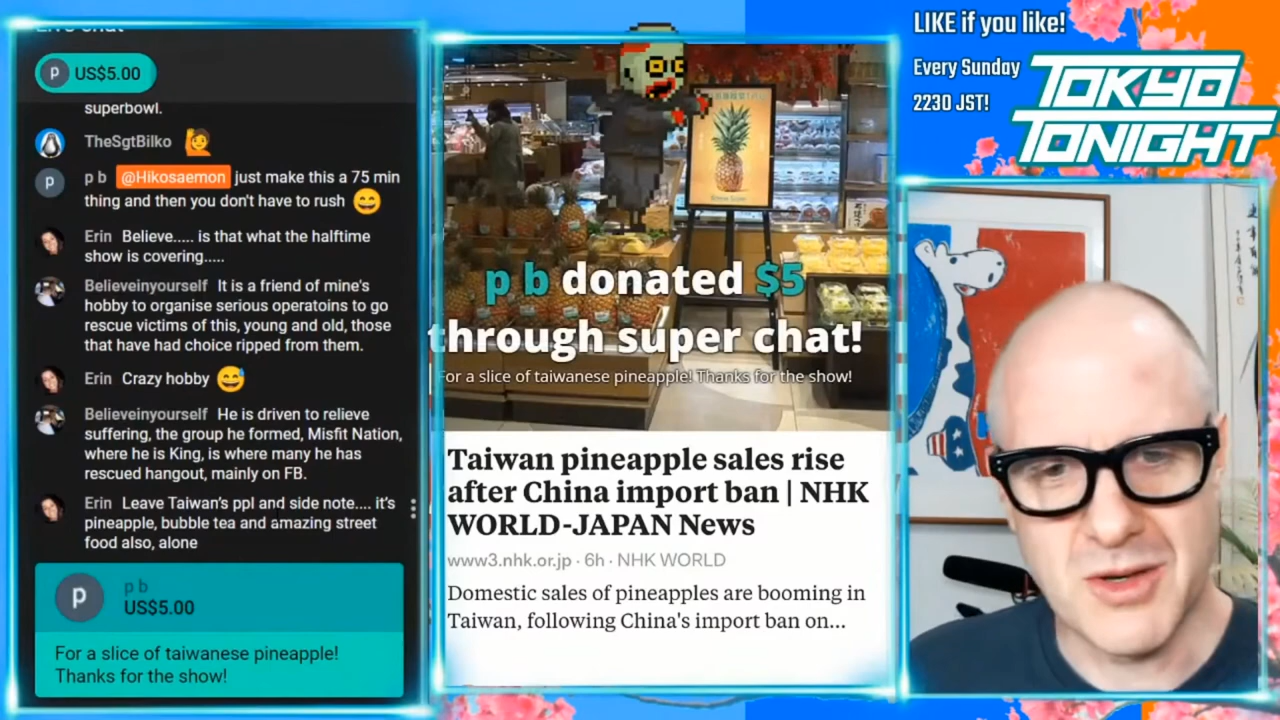 US$5.00
superbowl.
TheSgtBilko
p b @Hikosaemon just make this a 75 min
thing and then you don't have to rush
Erin Believe..... is that what the halftime
show is covering.....
Believeinyourself It is a friend of mine's
hobby to organise serious operatoins to go
rescue victims of this, young and old, those
that have had choice ripped from them.
Erin Crazy hobby
Believeinyourself He is driven to relieve
suffering, the group he formed, Misfit Nation,
where he is King, is where many he has
rescued hangout, mainly on FB.
Erin Leave Taiwan's ppl and side note.... it's
pineapple, bubble tea and amazing street
food also, alone
p
p b
US$5.00
For a slice of taiwanese pineapple!
Thanks for the show!
p b donated $5
through super chat!
For a slice of taiwanese pineapple! Thanks for the show!
Taiwan pineapple sales rise
after China import ban | NHK
WORLD-JAPAN News
www3.nhk.or.jp · 6h · NHK WORLD
Domestic sales of pineapples are booming in
Taiwan, following China's import ban on...
LIKE if you like!
Every Sunday
2230 JST!
TOKYO
TONIGHT